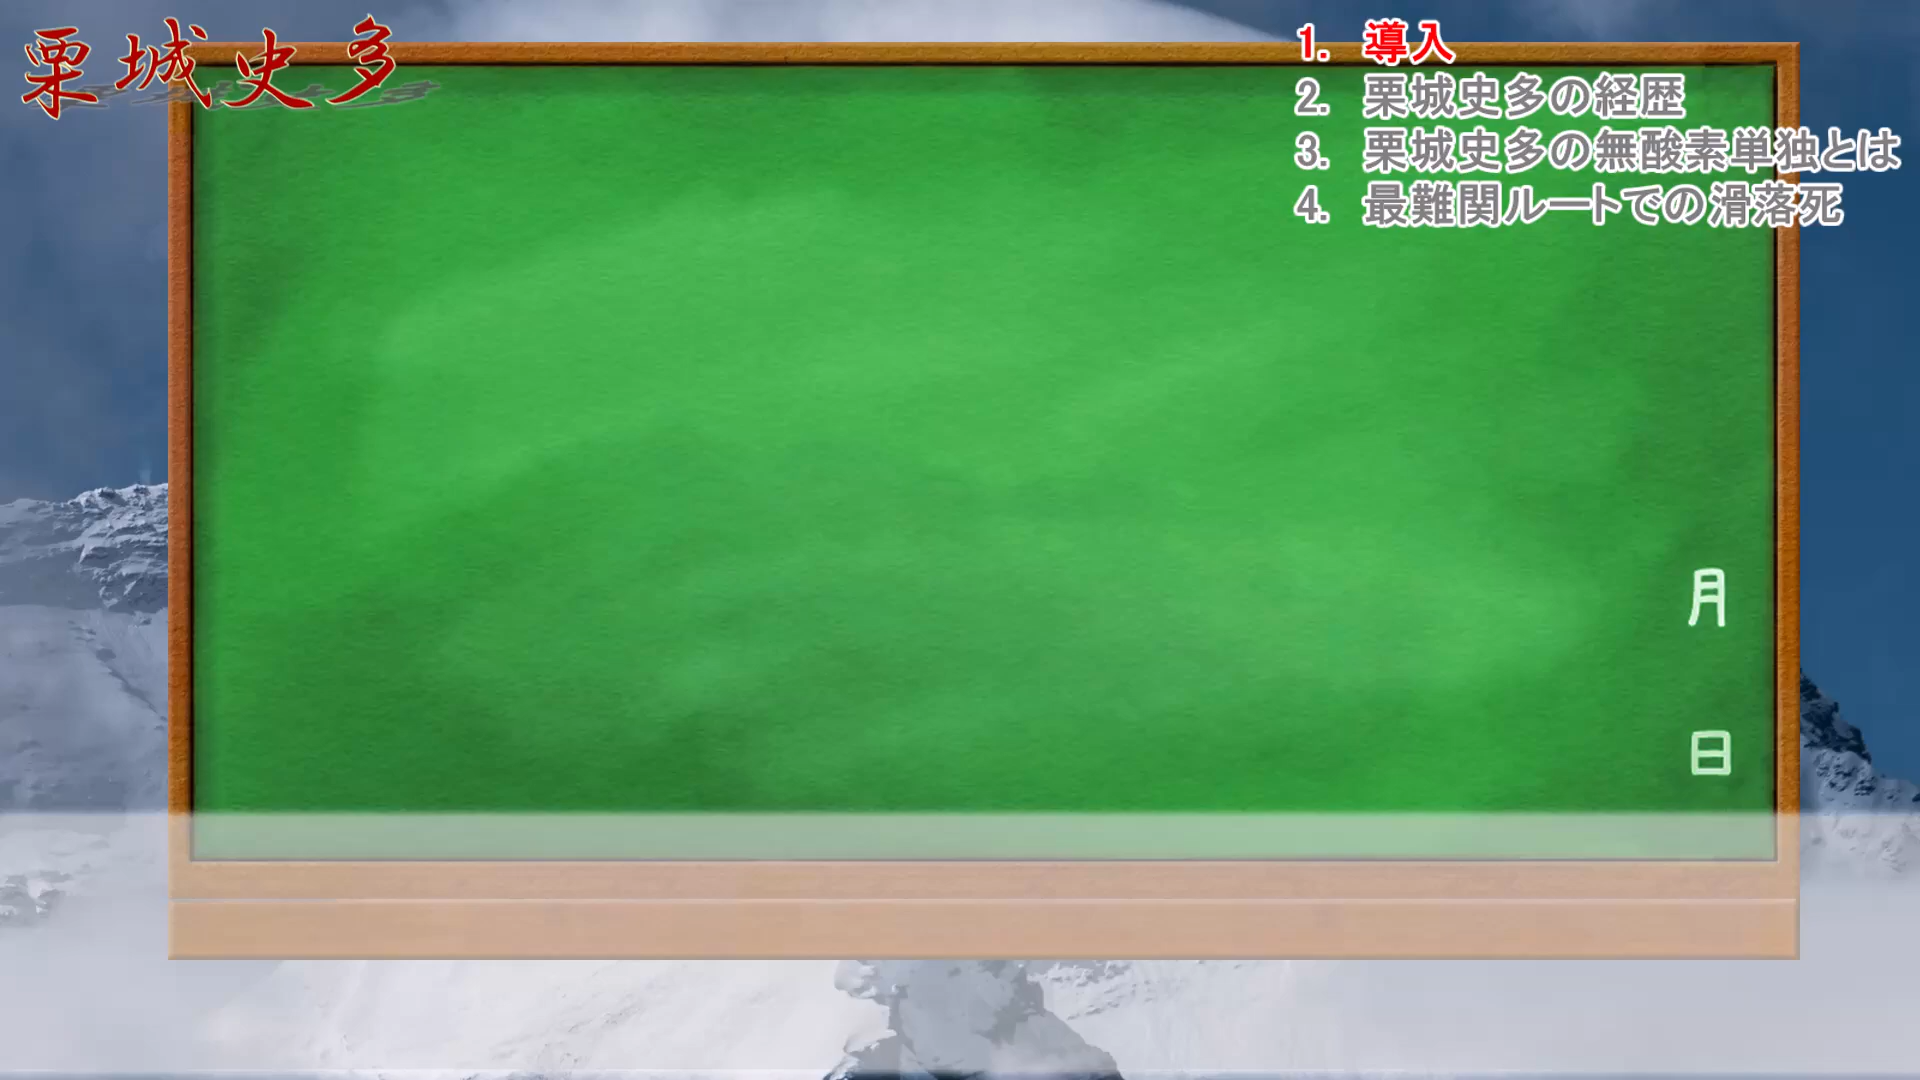 栗城史多
1. 導入
2. 栗城史多の経歴
3. 栗城史多の無酸素単独とは
4. 最難関ルートでの滑落死
月
日